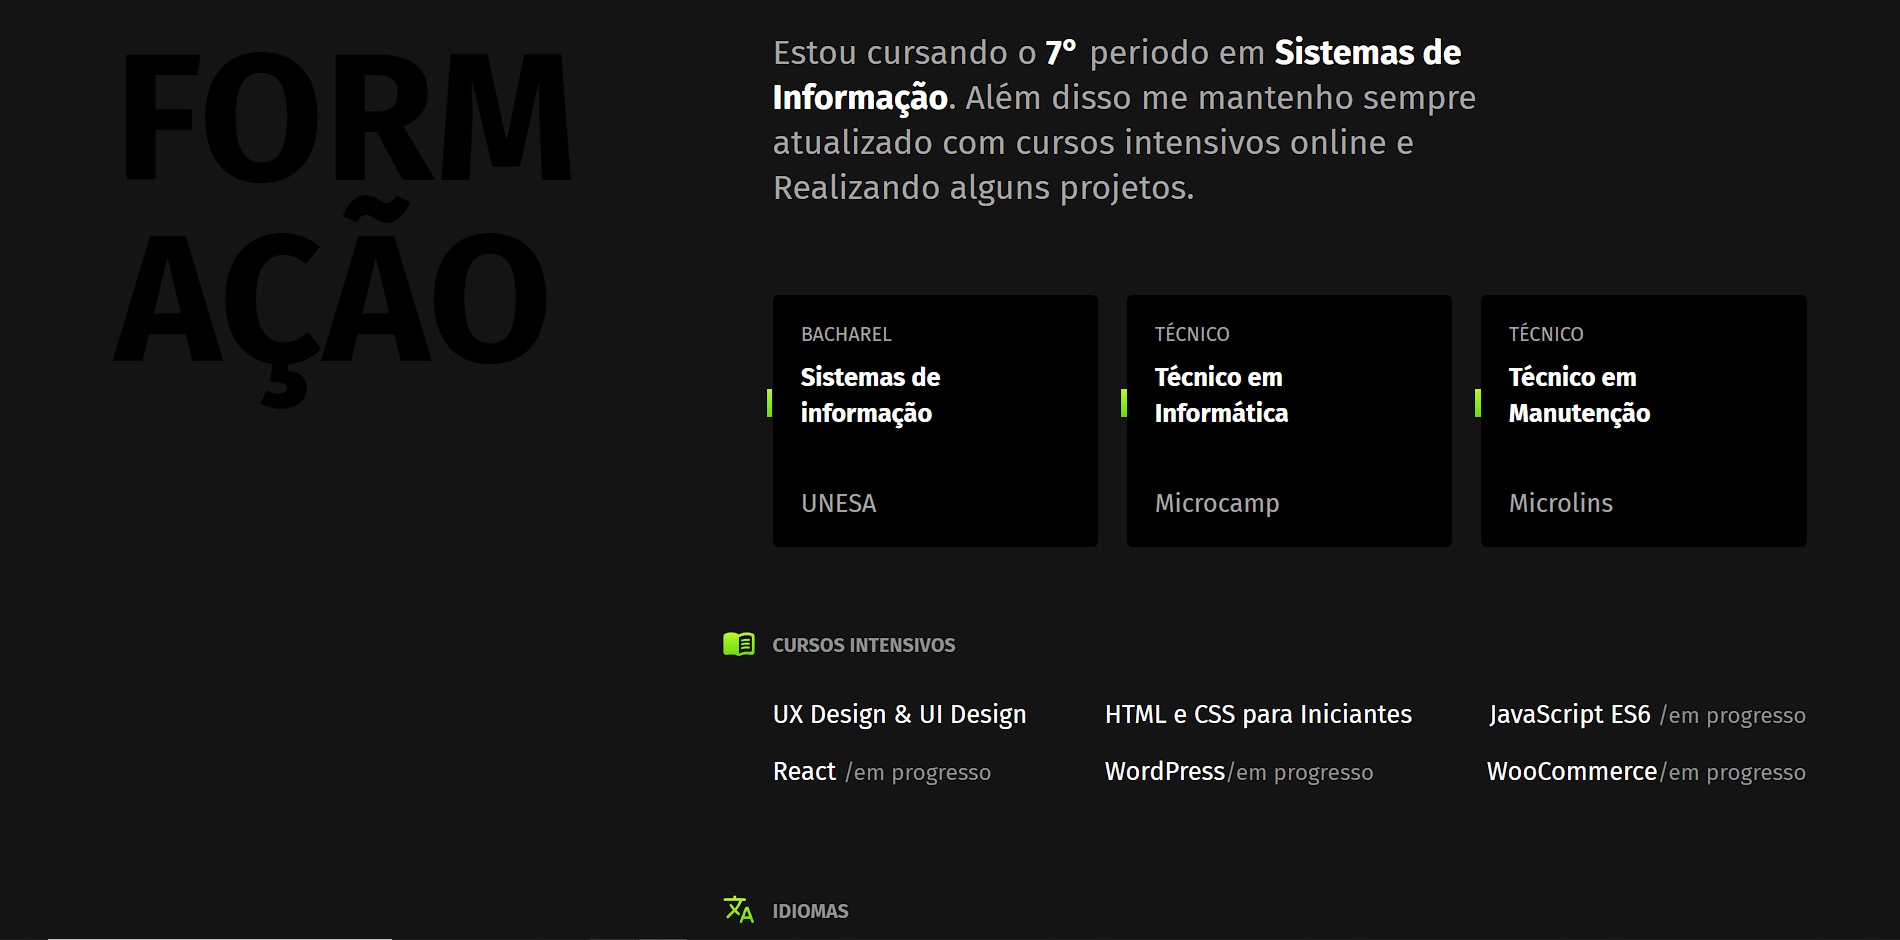 FORM
AÇÃO
Estou cursando o 7° periodo em Sistemas de
Informação. Além disso me mantenho sempre
atualizado com cursos intensivos online e
Realizando alguns projetos.
BACHAREL
Sistemas de
informação
UNESA
TÉCNICO
Técnico em
Informática
Microcamp
TÉCNICO
Técnico em
Manutenção
Microlins
CURSOS INTENSIVOS
UX Design & UI Design
HTML e CSS para Iniciantes
JavaScript ES6 /em progresso
React /em progresso
WordPress/em progresso
WooCommerce/em progresso
IDIOMAS